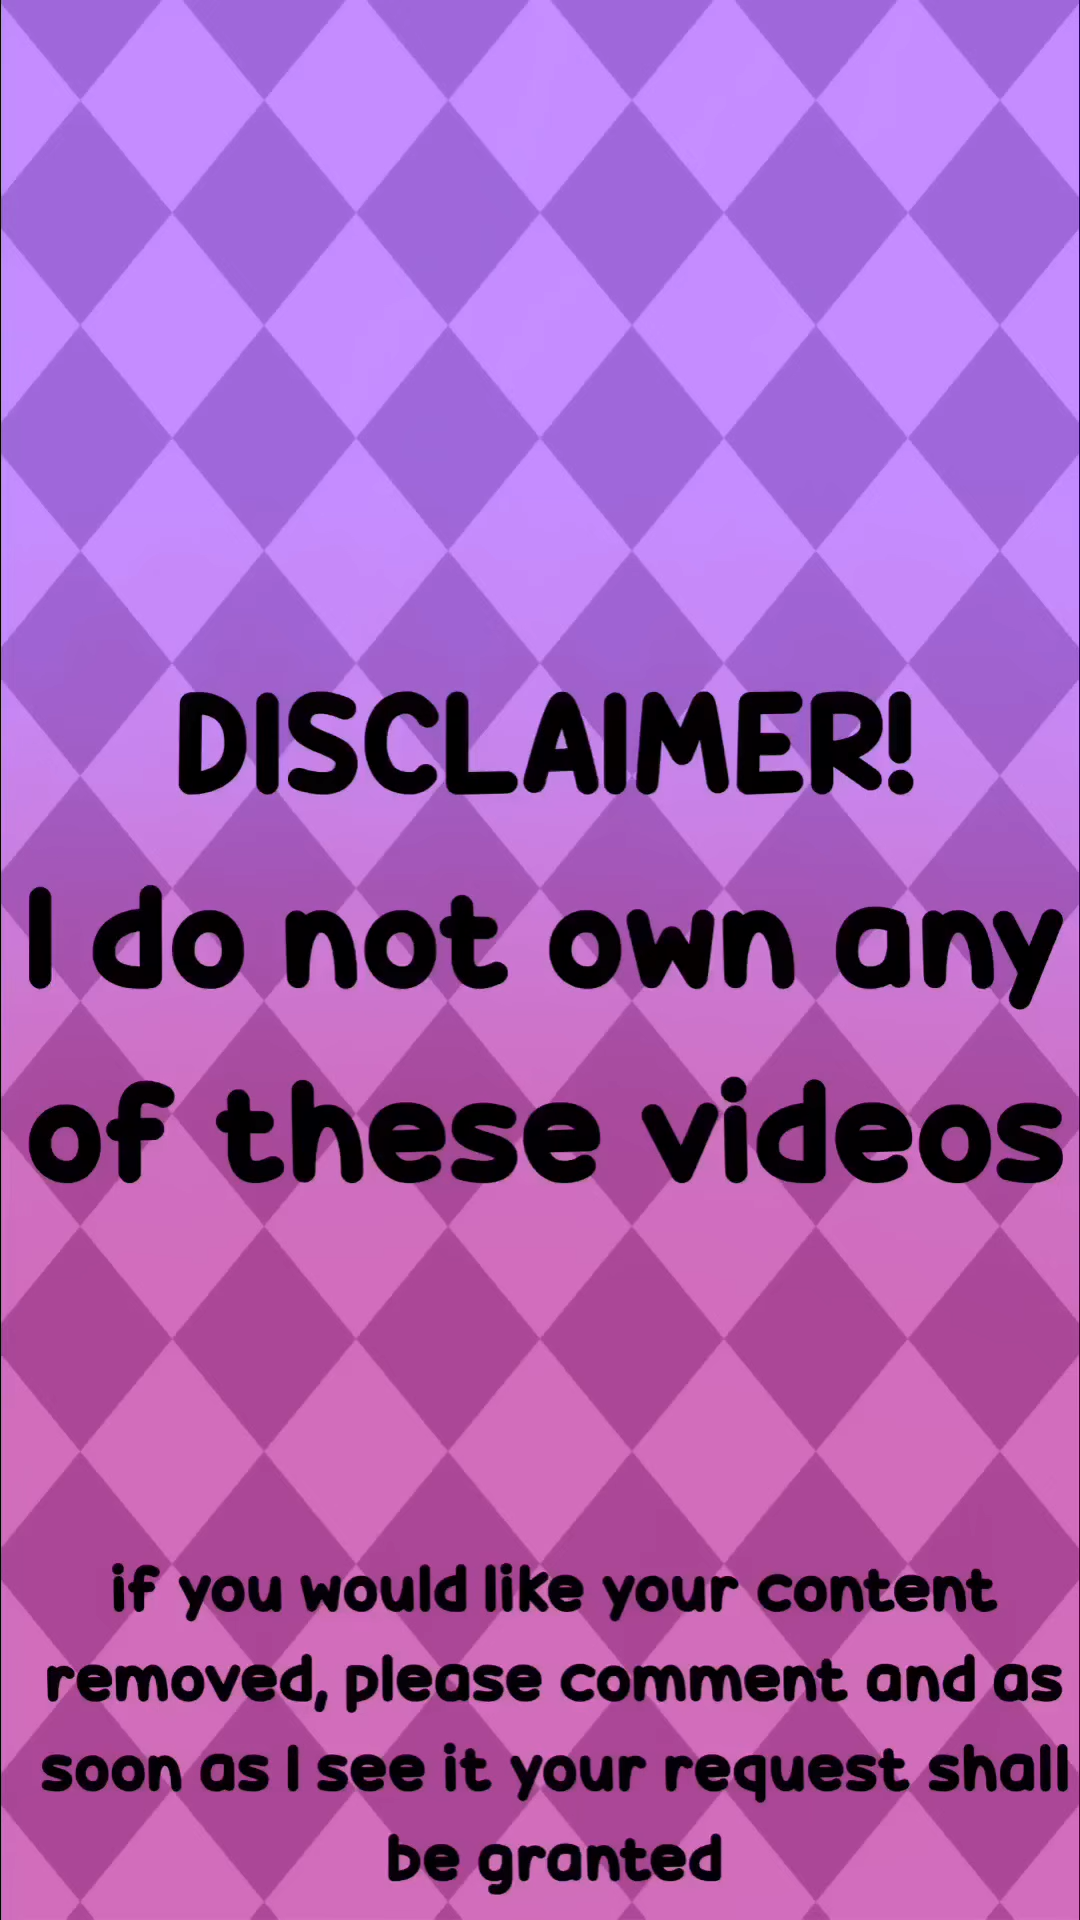 DISCLAIMER!
I do not own any
of these videos
if you would like your content
removed, please comment and as
soon as I see it your request shall
be granted